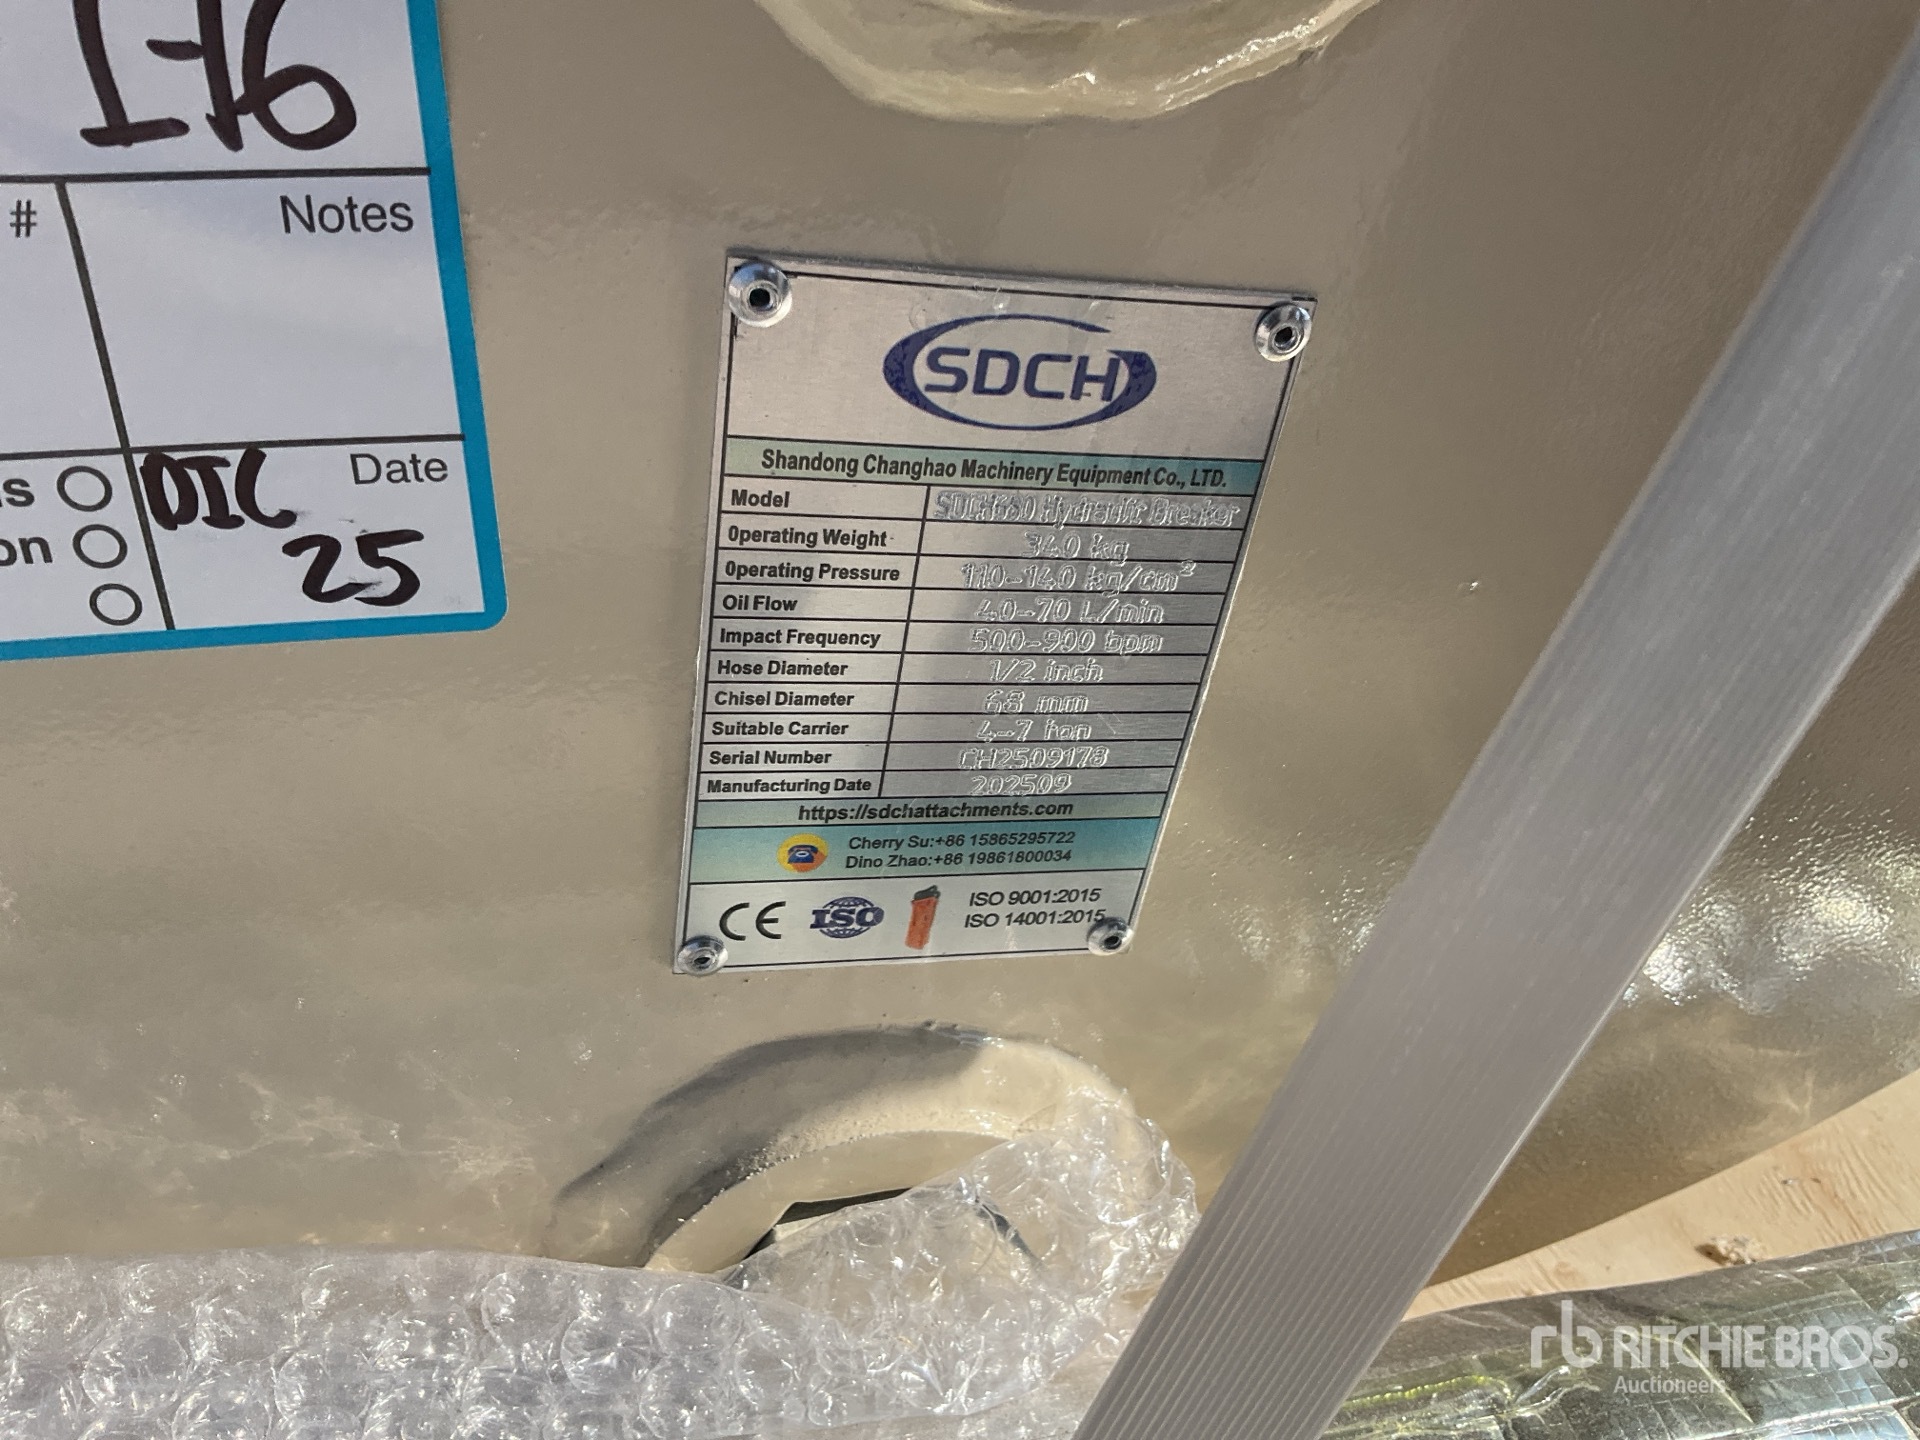 I-76
#
Notes
s
on
Date
DIC
25
SDCH
Shandong Changhao Machinery Equipment Co., LTD.
Model SDCH680 Hydraulic Breaker
Operating Weight 340 kg
Operating Pressure 110-140 kg/cm²
Oil Flow 40-70 L/min
Impact Frequency 500-900 bpm
Hose Diameter 1/2 inch
Chisel Diameter 68 mm
Suitable Carrier 4-7 ton
Serial Number CH2509178
Manufacturing Date 202509
https://sdchattachments.com
Cherry Su:+86 15865295722
Dino Zhao:+86 19861800034
CE ISO ISO 9001:2015
ISO 14001:2015
rb RITCHIE BROS.
Auctioneers